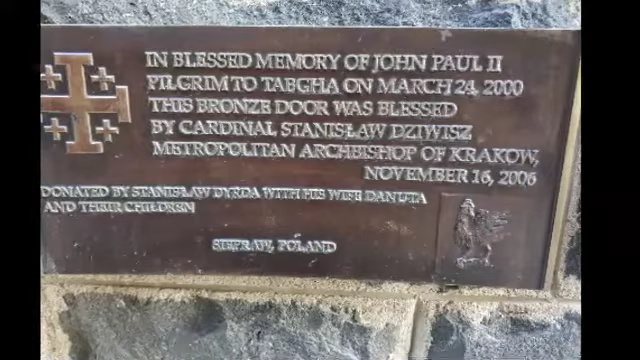 IN BLESSED MEMORY OF JOHN PAUL II
PILGRIM TO TABGHA ON MARCH 24, 2000
THIS BRONZE DOOR WAS BLESSED
BY CARDINAL STANISŁAW DZIWISZ
METROPOLITAN ARCHBISHOP OF KRAKOW,
NOVEMBER 16, 2006
DONATED BY STANISŁAW DYRDA WITH HIS WIFE DANUTA
AND THEIR CHILDREN
SIEPRAW, POLAND